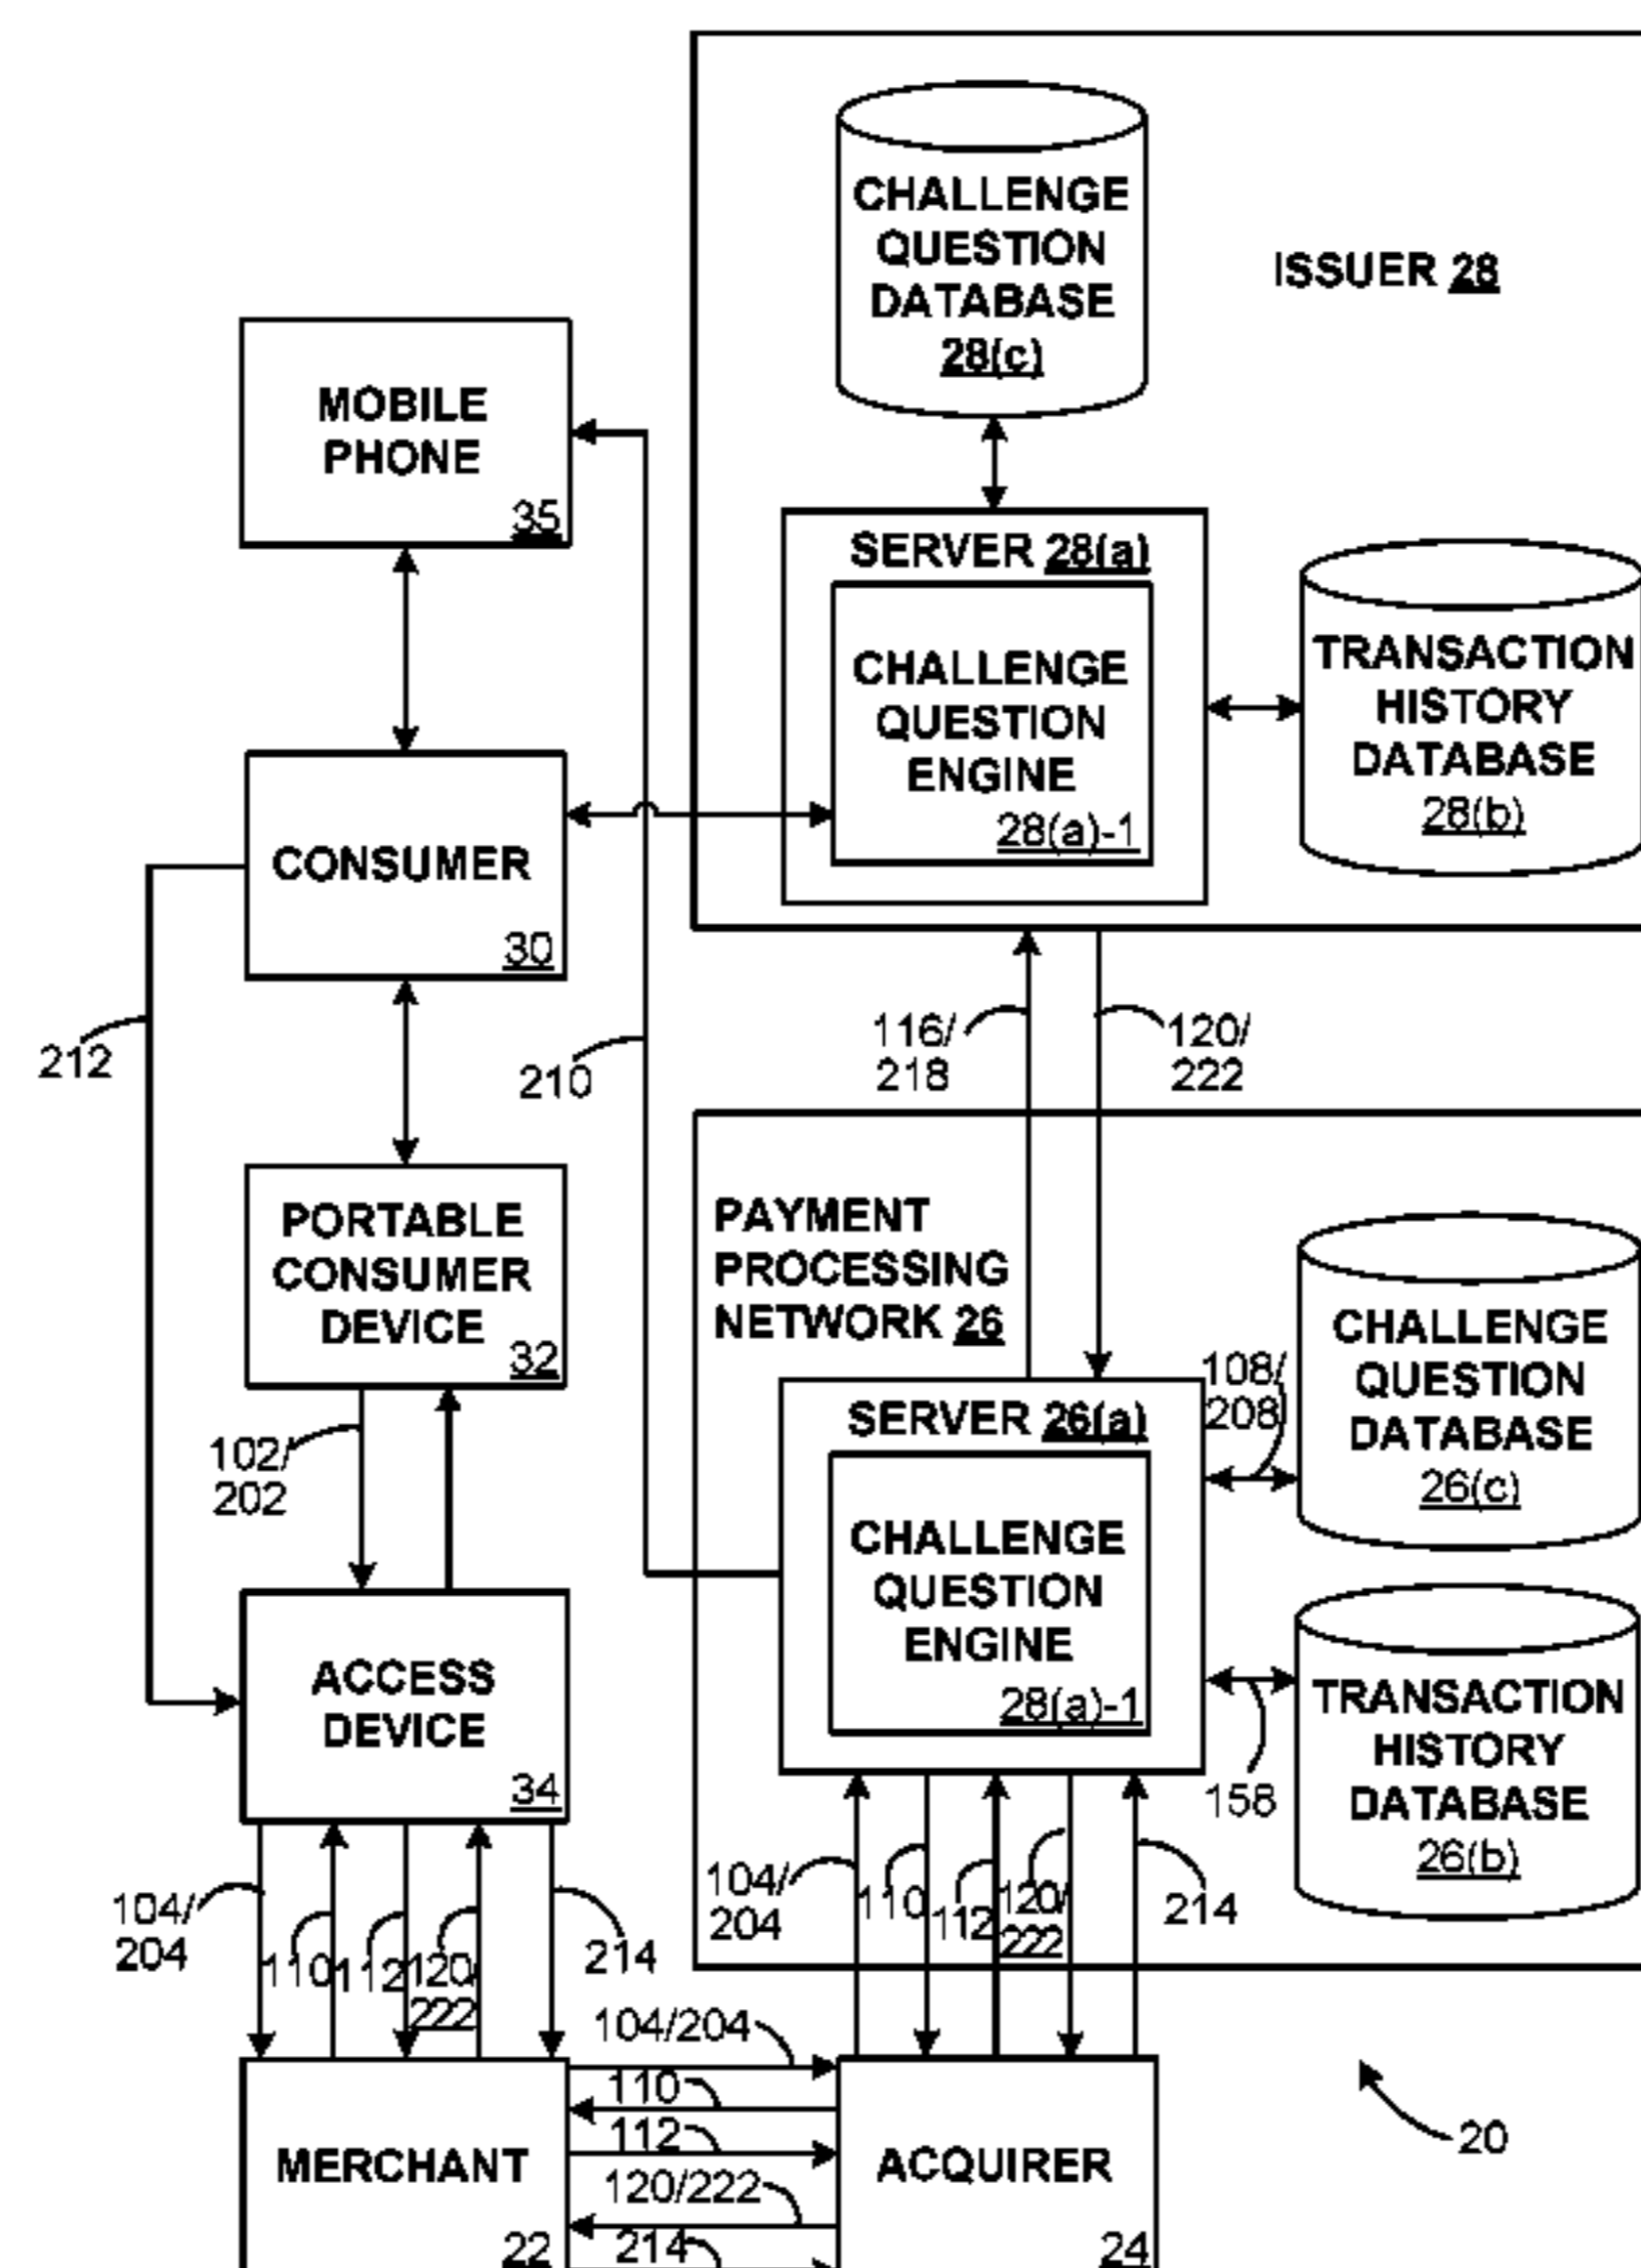 CHALLENGE
QUESTION
DATABASE
28(c)
ISSUER 28
MOBILE
PHONE
35
SERVER 28(a)
CHALLENGE
QUESTION
ENGINE
28(a)-1
TRANSACTION
HISTORY
DATABASE
28(b)
CONSUMER
30
212
210
116/
218
120/
222
PORTABLE
CONSUMER
DEVICE
32
PAYMENT
PROCESSING
NETWORK 26
CHALLENGE
QUESTION
DATABASE
26(c)
108/
208
SERVER 26(a)
CHALLENGE
QUESTION
ENGINE
28(a)-1
102/
202
ACCESS
DEVICE
34
TRANSACTION
HISTORY
DATABASE
26(b)
158
104/
204
110
112
120/
222
214
104/
204
110
112
120/
222
214
104/204
110
112
120/222
214
MERCHANT
22
ACQUIRER
24
20